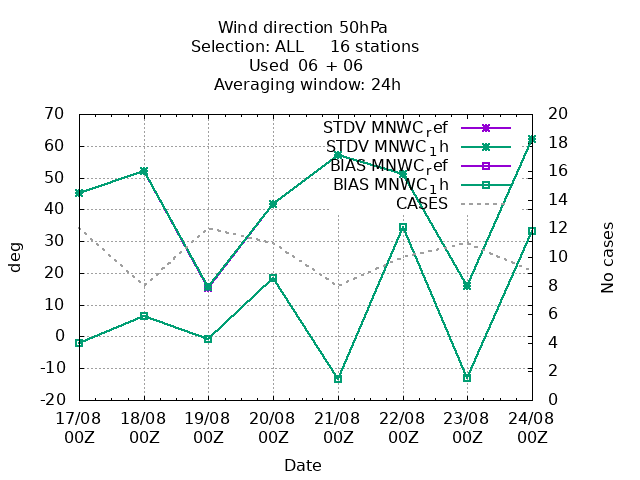 Wind direction 50hPa
Selection: ALL 16 stations
Used 06 + 06
Averaging window: 24h
70
60
50
40
30
20
10
0
-10
-20
20
18
16
14
12
10
8
6
4
2
0
deg
No cases
STDV MNWC_ref
STDV MNWC_1h
BIAS MNWC_ref
BIAS MNWC_1h
CASES
17/08 18/08 19/08 20/08 21/08 22/08 23/08 24/08
00Z 00Z 00Z 00Z 00Z 00Z 00Z 00Z
Date